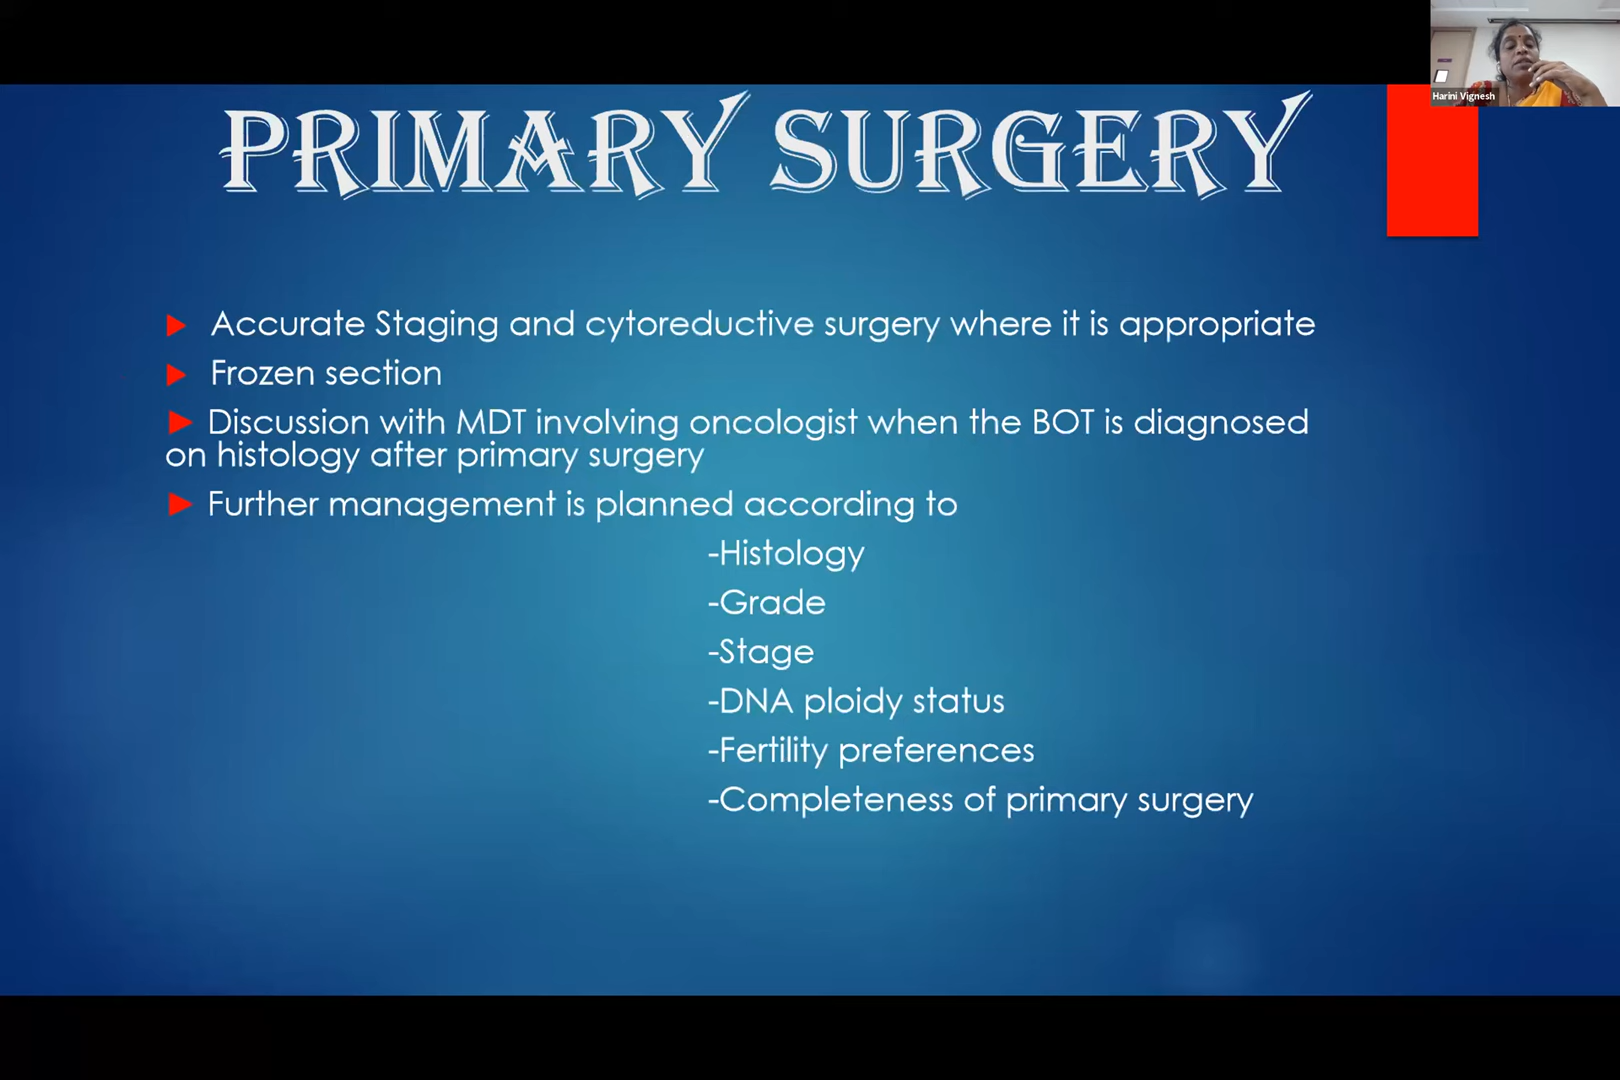 Harini Vignesh
PRIMARY SURGERY
Accurate Staging and cytoreductive surgery where it is appropriate
Frozen section
Discussion with MDT involving oncologist when the BOT is diagnosed
on histology after primary surgery
Further management is planned according to
-Histology
-Grade
-Stage
-DNA ploidy status
-Fertility preferences
-Completeness of primary surgery